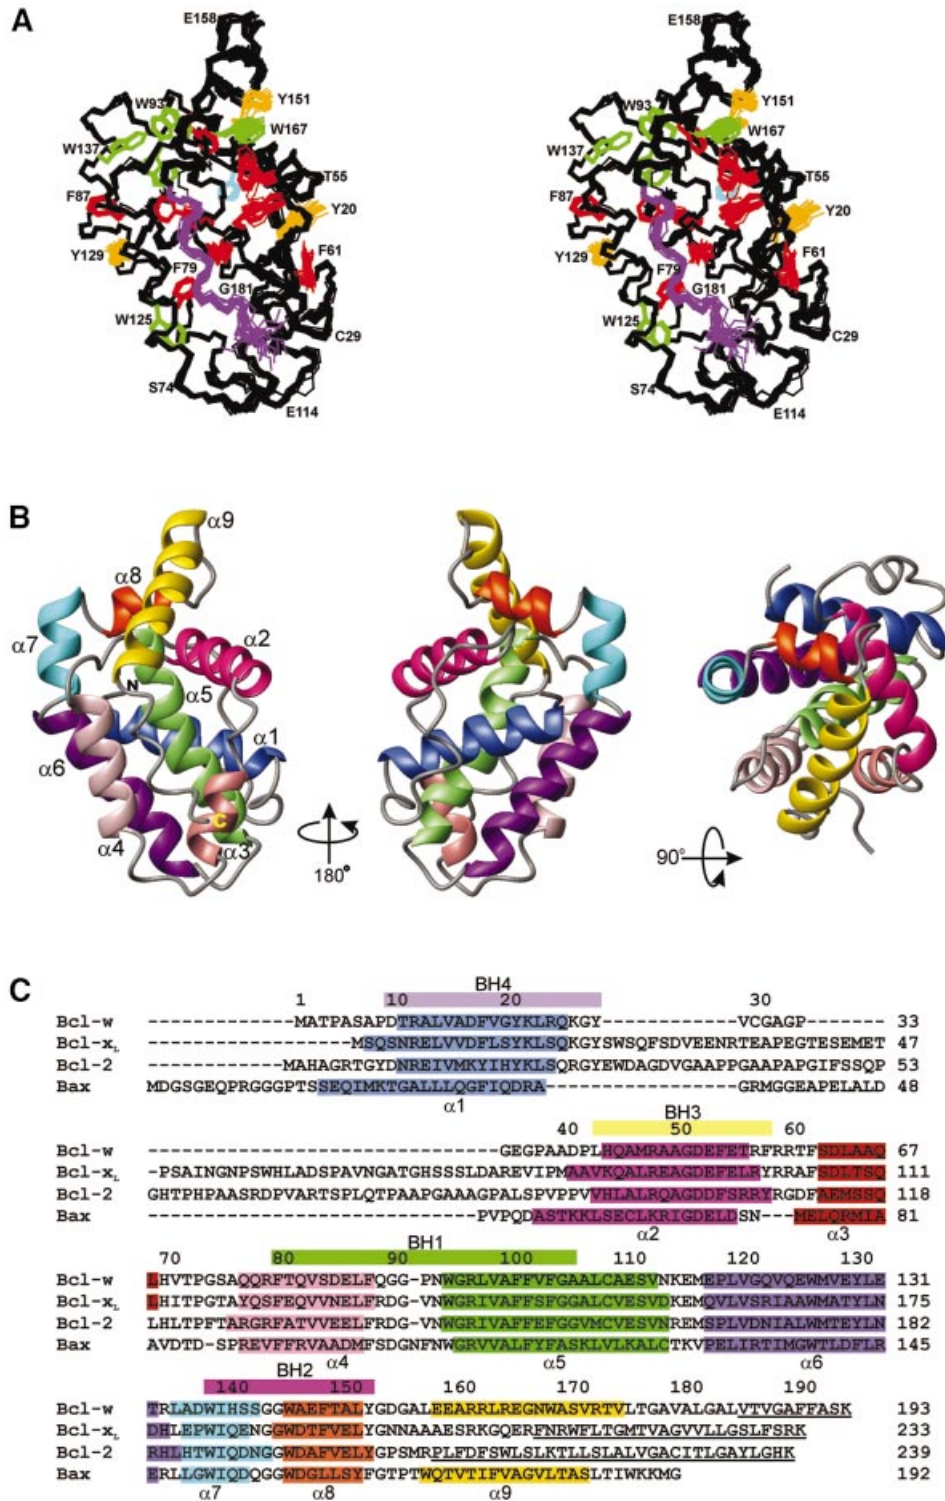 A
E158
Y151
W93
W167
W137
T55
F87
Y20
Y129
F61
F79
G181
W125
C29
S74
E114
E158
Y151
W93
W167
W137
T55
F87
Y20
Y129
F61
F79
G181
W125
C29
S74
E114
B
α9
α8
α7
α2
N
α5
α1
α6
C
α4
α3
180°
90°
C
BH4
1 10 20 30
Bcl-w -------------MATPASAPDTRALVADFVGYKLRQKGY------------VCGAGP------- 33
Bcl-xL ------------------MSQSNRELVVDFLSYKLSQKGYSWSQFSDVEENRTEAPEGTESEMET 47
Bcl-2 ------------MAHAGRTGYDNREIVMKYIHYKLSQRGYEWDAGDVGAAPPGAAPAPGIFSSQP 53
Bax MDGSGEQPRGGGPTSSEQIMKTGALLLQGFIQDRA-----------------GRMGGEAPELALD 48
α1
BH3
40 50 60
Bcl-w -------------------------------GEGPAADPLHQAMRAAGDEFETRFRRTFSDLAAQ 67
Bcl-xL -PSAINGNPSWHLADSPAVNGATGHSSSLDAREVIPMAAVKQALREAGDEFELRYRRAFSDLTSQ 111
Bcl-2 GHTPHPAASRDPVARTSPLQTPAAPGAAAGPALSPVPPVVHLALRQAGDDFSRRYRGDFAEMSSQ 118
Bax -----------------------------PVPQDASTKKLSECLKRIGDELDSN---MELQRMIA 81
α2 α3
BH1
70 80 90 100 110 120 130
Bcl-w LHVTPGSAQQRFTQVSDELFQGG-PNWGRLVAFFVFGAALCAESVNKEMEPLVGQVQEWMVEYLE 131
Bcl-xL LHITPGTAYQSFEQVVNELFRDG-VNWGRIVAFFSFGGALCVESVDKEMQVLVSRIAAWMATYLN 175
Bcl-2 LHLTPFTARGRFATVVEELFRDG-VNWGRIVAFFEFGGVMCVESVNREMSPLVDNIALWMTEYLN 182
Bax AVDTD-SPREVFFRVAADMFSDGNFNWGRVVALFYFASKLVLKALCTKVPELIRTIMGWTLDFLR 145
α4 α5 α6
BH2
140 150 160 170 180 190
Bcl-w TRLADWIHSSGGWAEFTALYGDGALEEARRLREGNWASVRTVLTGAVALGALVTVGAFFASK 193
Bcl-xL DHLEPWIQENGGWDTFVELYGNNAAAESRKGQERFNRWFLTGMTVAGVVLLGSLFSRK 233
Bcl-2 RHLHTWIQDNGGWDAFVELYGPSMRPLFDFSWLSLKTLLSLALVGACITLGAYLGHK 239
Bax ERLLGWIQDQGGWDGLLSYFGTPTWQTVTIFVAGVLTASLTIWKKMG 192
α7 α8 α9